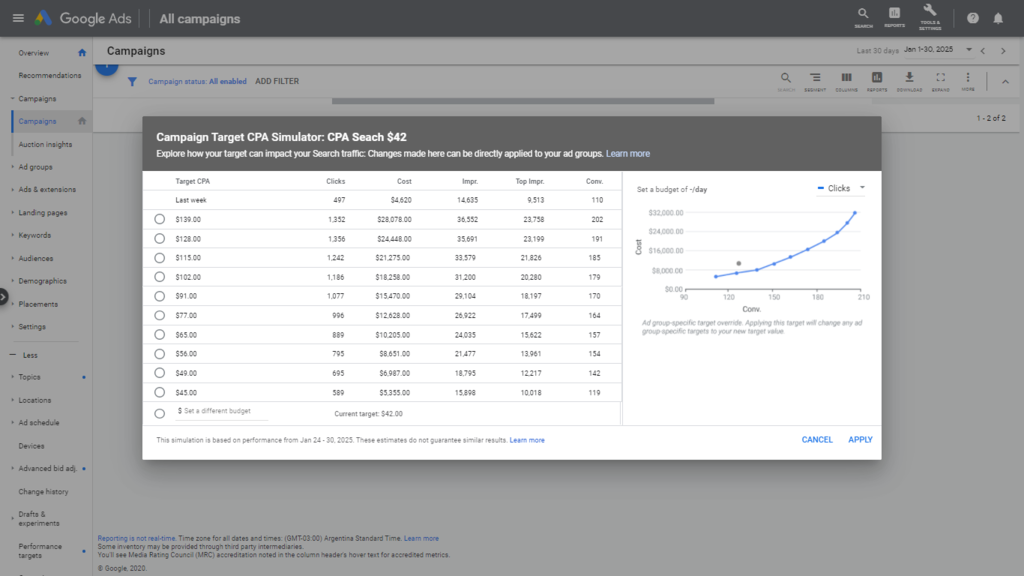 Google Ads
All campaigns
SEARCH
REPORTS
TOOLS &
SETTINGS
Overview
Recommendations
Campaigns
Campaigns
Auction insights
Ad groups
Ads & extensions
Landing pages
Keywords
Audiences
Demographics
Placements
Settings
Less
Topics
Locations
Ad schedule
Devices
Advanced bid adj.
Change history
Drafts &
experiments
Performance
targets
Campaigns
Last 30 days Jan 1-30, 2025
Campaign status: All enabled ADD FILTER
SEARCH SEGMENT COLUMNS REPORTS DOWNLOAD EXPAND MORE
1 - 2 of 2
Campaign Target CPA Simulator: CPA Seach $42
Explore how your target can impact your Search traffic: Changes made here can be directly applied to your ad groups. Learn more
Target CPA Clicks Cost Impr. Top Impr. Conv.
Last week 497 $4,620 14,635 9,513 110
$139.00 1,352 $28,078.00 36,552 23,758 202
$128.00 1.356 $24.448.00 35,691 23,199 191
$115.00 1,242 $21,275.00 33,579 21,826 185
$102.00 1,186 $18,258.00 31,200 20,280 179
$91.00 1,077 $15,470.00 29,104 18,197 170
$77.00 996 $12,628.00 26,922 17,499 164
$65.00 889 $10,205.00 24,035 15,622 157
$56.00 795 $8,651.00 21,477 13,961 154
$49.00 695 $6,987.00 18,795 12,217 142
$45.00 589 $5,355.00 15,898 10,018 119
$ Set a different budget Current target: $42.00
Set a budget of -/day
Clicks
Cost
$32,000.00
$24,000.00
$16,000.00
$8,000.00
$0.00
90 120 150 180 210
Conv.
Ad group-specific target override. Applying this target will change any ad
group-specific targets to your new target value.
This simulation is based on performance from Jan 24 - 30, 2025. These estimates do not guarantee similar results. Learn more
CANCEL APPLY
Reporting is not real-time. Time zone for all dates and times: (GMT-03:00) Argentina Standard Time. Learn more
Some inventory may be provided through third party intermediaries.
You'll see Media Rating Council (MRC) accreditation noted in the column header's hover text for accredited metrics.
© Google, 2020.